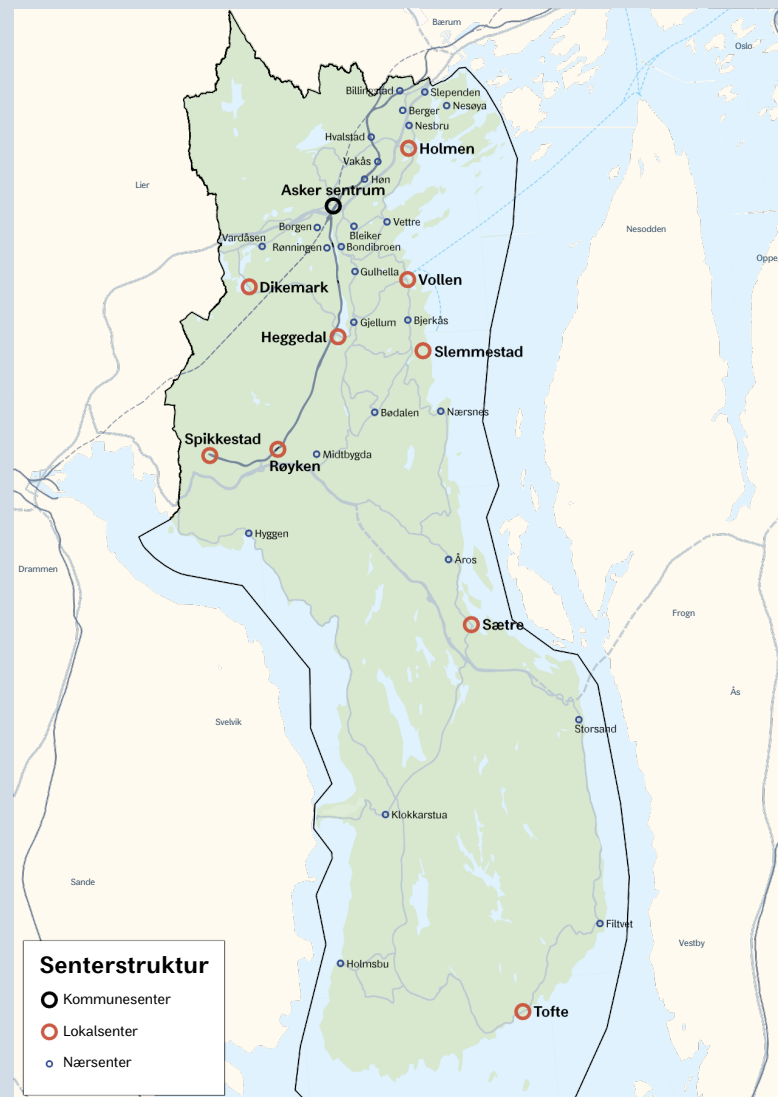 Bærum
Oslo
Billingstad
Slependen
Nesøya
Berger
Nesbru
Hvalstad
Holmen
Vakås
Høn
Lier
Asker sentrum
Vettre
Borgen
Bleiker
Nesodden
Vardåsen
Rønningen
Bondibroen
Oppe
Gulhella
Vollen
Dikemark
Gjellum
Bjerkås
Heggedal
Slemmestad
Bødalen
Nærsnes
Spikkestad
Midtbygda
Røyken
Hyggen
Åros
Drammen
Frogn
Sætre
Ås
Svelvik
Storsand
Klokkarstua
Sande
Filtvet
Vestby
Holmsbu
Tofte
Senterstruktur
Kommunesenter
Lokalsenter
Nærsenter